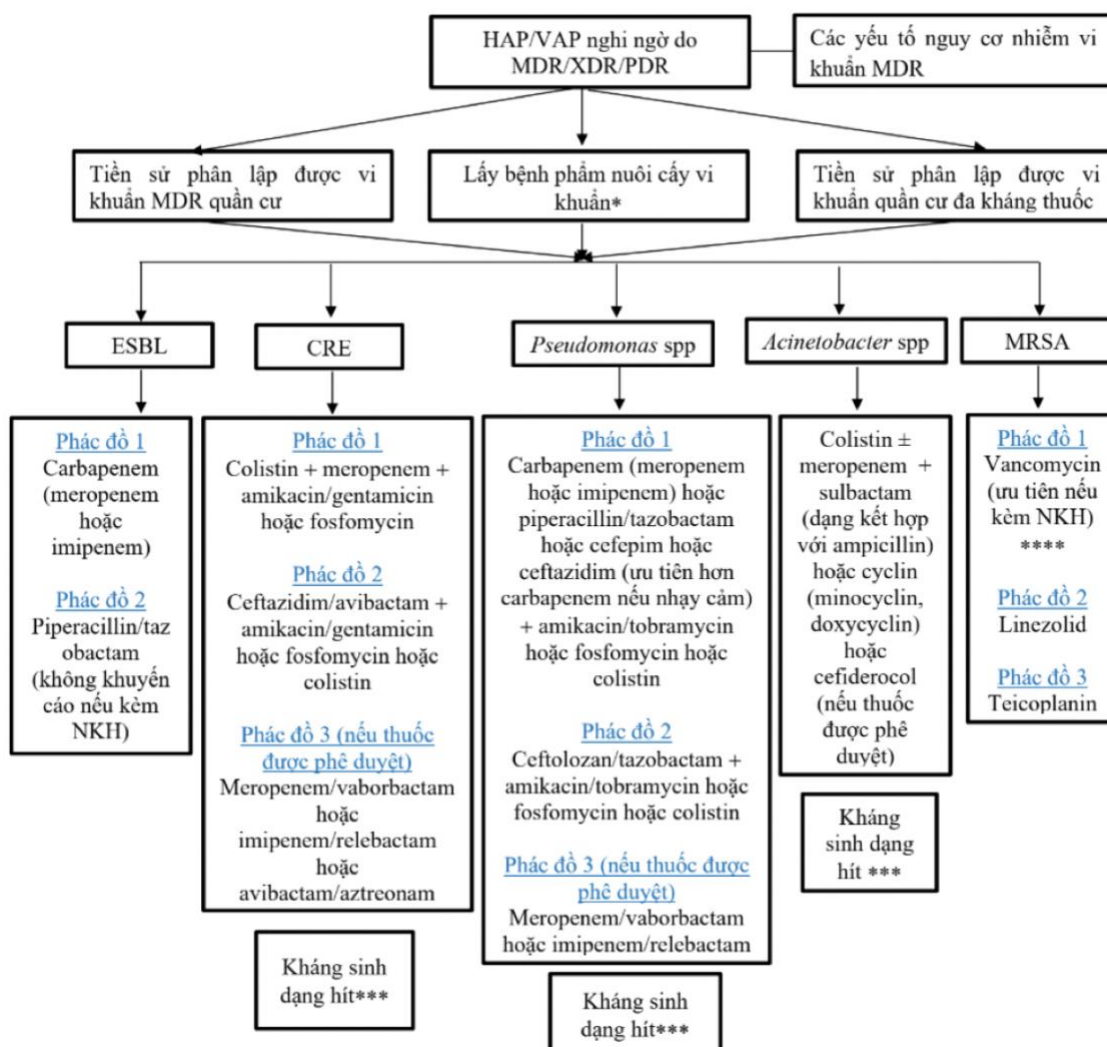 HAP/VAP nghi ngờ do
MDR/XDR/PDR
Các yếu tố nguy cơ nhiễm vi
khuẩn MDR
Tiền sử phân lập được vi
khuẩn MDR quần cư
Lấy bệnh phẩm nuôi cấy vi
khuẩn*
Tiền sử phân lập được vi
khuẩn quần cư đa kháng thuốc
ESBL
CRE
Pseudomonas spp
Acinetobacter spp
MRSA
Phác đồ 1
Carbapenem
(meropenem
hoặc
imipenem)
Phác đồ 2
Piperacillin/taz
obactam
(không khuyến
cáo nếu kèm
NKH)
Phác đồ 1
Colistin + meropenem +
amikacin/gentamicin
hoặc fosfomycin
Phác đồ 2
Ceftazidim/avibactam +
amikacin/gentamicin
hoặc fosfomycin hoặc
colistin
Phác đồ 3 (nếu thuốc
được phê duyệt)
Meropenem/vaborbactam
hoặc
imipenem/relebactam
hoặc
avibactam/aztreonam
Kháng sinh
dạng hít***
Phác đồ 1
Carbapenem (meropenem
hoặc imipenem) hoặc
piperacillin/tazobactam
hoặc cefepim hoặc
ceftazidim (ưu tiên hơn
carbapenem nếu nhạy cảm)
+ amikacin/tobramycin
hoặc fosfomycin hoặc
colistin
Phác đồ 2
Ceftolozan/tazobactam +
amikacin/tobramycin hoặc
fosfomycin hoặc colistin
Phác đồ 3 (nếu thuốc được
phê duyệt)
Meropenem/vaborbactam
hoặc imipenem/relebactam
Kháng sinh
dạng hít***
Colistin ±
meropenem +
sulbactam
(dạng kết hợp
với ampicillin)
hoặc cyclin
(minocyclin,
doxycyclin)
hoặc
cefiderocol
(nếu thuốc
được phê
duyệt)
Kháng
sinh dạng
hít ***
Phác đồ 1
Vancomycin
(ưu tiên nếu
kèm NKH)
****
Phác đồ 2
Linezolid
Phác đồ 3
Teicoplanin